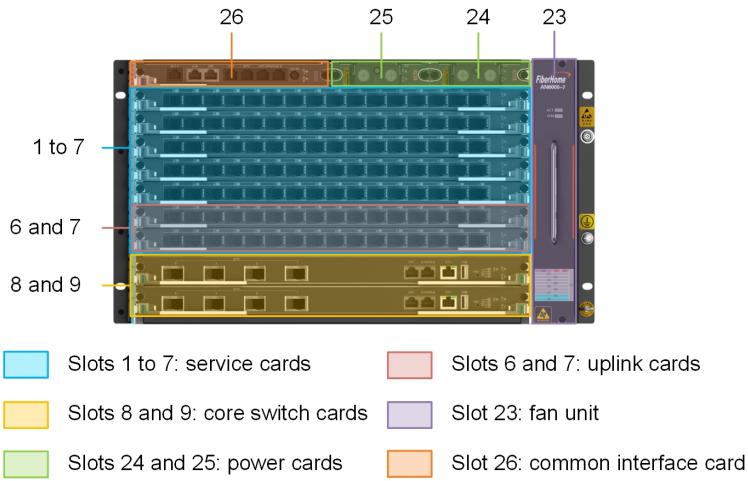 26
25
24
23
FiberHome
AN6000-7
1 to 7
6 and 7
8 and 9
Slots 1 to 7: service cards
Slots 6 and 7: uplink cards
Slots 8 and 9: core switch cards
Slot 23: fan unit
Slots 24 and 25: power cards
Slot 26: common interface card